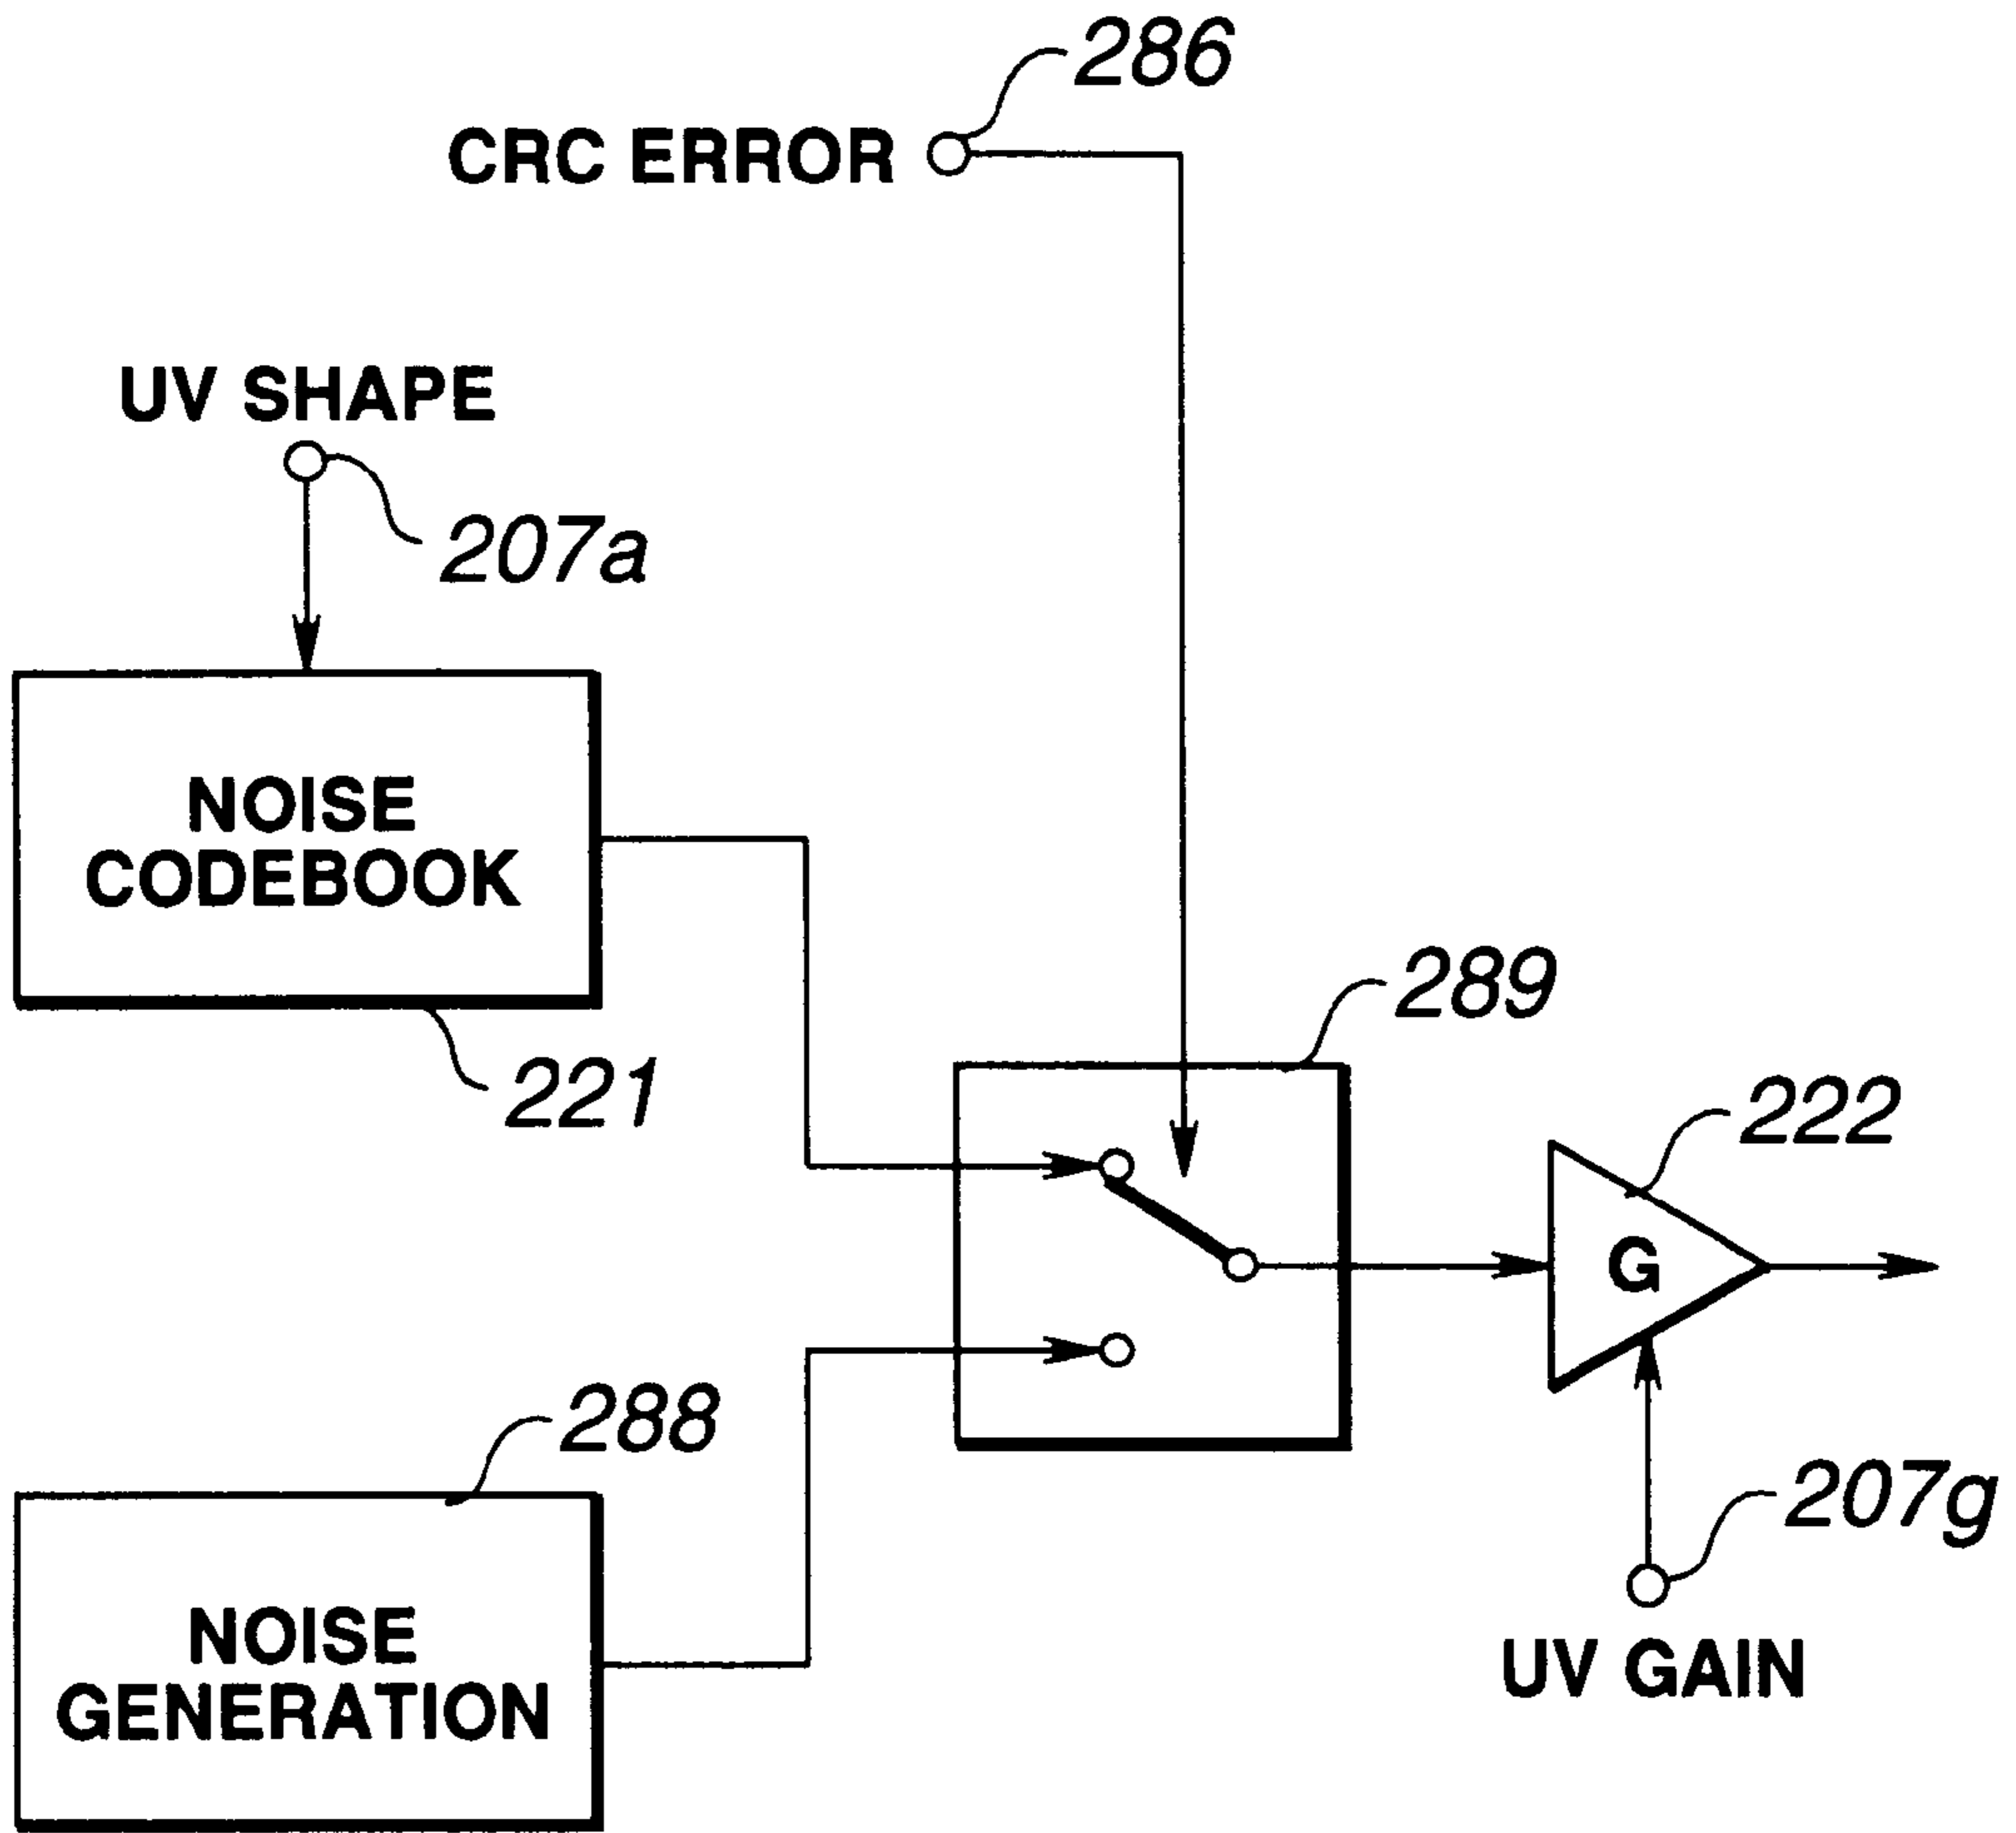 286
CRC ERROR
UV SHAPE
207a
NOISE
CODEBOOK
221
289
222
G
288
207g
NOISE
GENERATION
UV GAIN